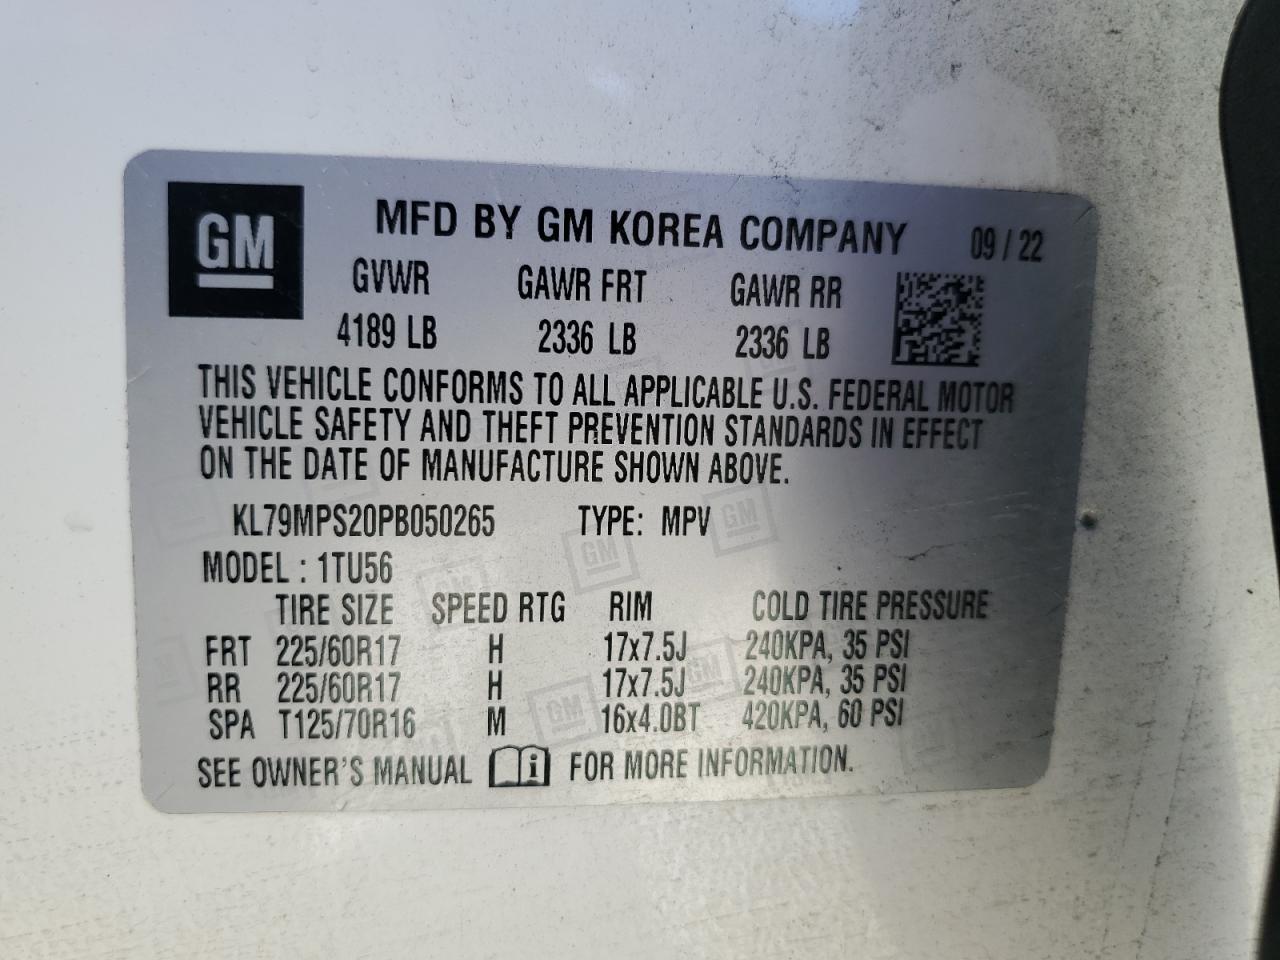 GM
MFD BY GM KOREA COMPANY 09 / 22
GVWR GAWR FRT GAWR RR
4189 LB 2336 LB 2336 LB
THIS VEHICLE CONFORMS TO ALL APPLICABLE U.S. FEDERAL MOTOR
VEHICLE SAFETY AND THEFT PREVENTION STANDARDS IN EFFECT
ON THE DATE OF MANUFACTURE SHOWN ABOVE.
KL79MPS20PB050265 TYPE: MPV
MODEL : 1TU56
TIRE SIZE SPEED RTG RIM COLD TIRE PRESSURE
FRT 225/60R17 H 17x7.5J 240KPA, 35 PSI
RR 225/60R17 H 17x7.5J 240KPA, 35 PSI
SPA T125/70R16 M 16x4.0BT 420KPA, 60 PSI
SEE OWNER'S MANUAL i FOR MORE INFORMATION.